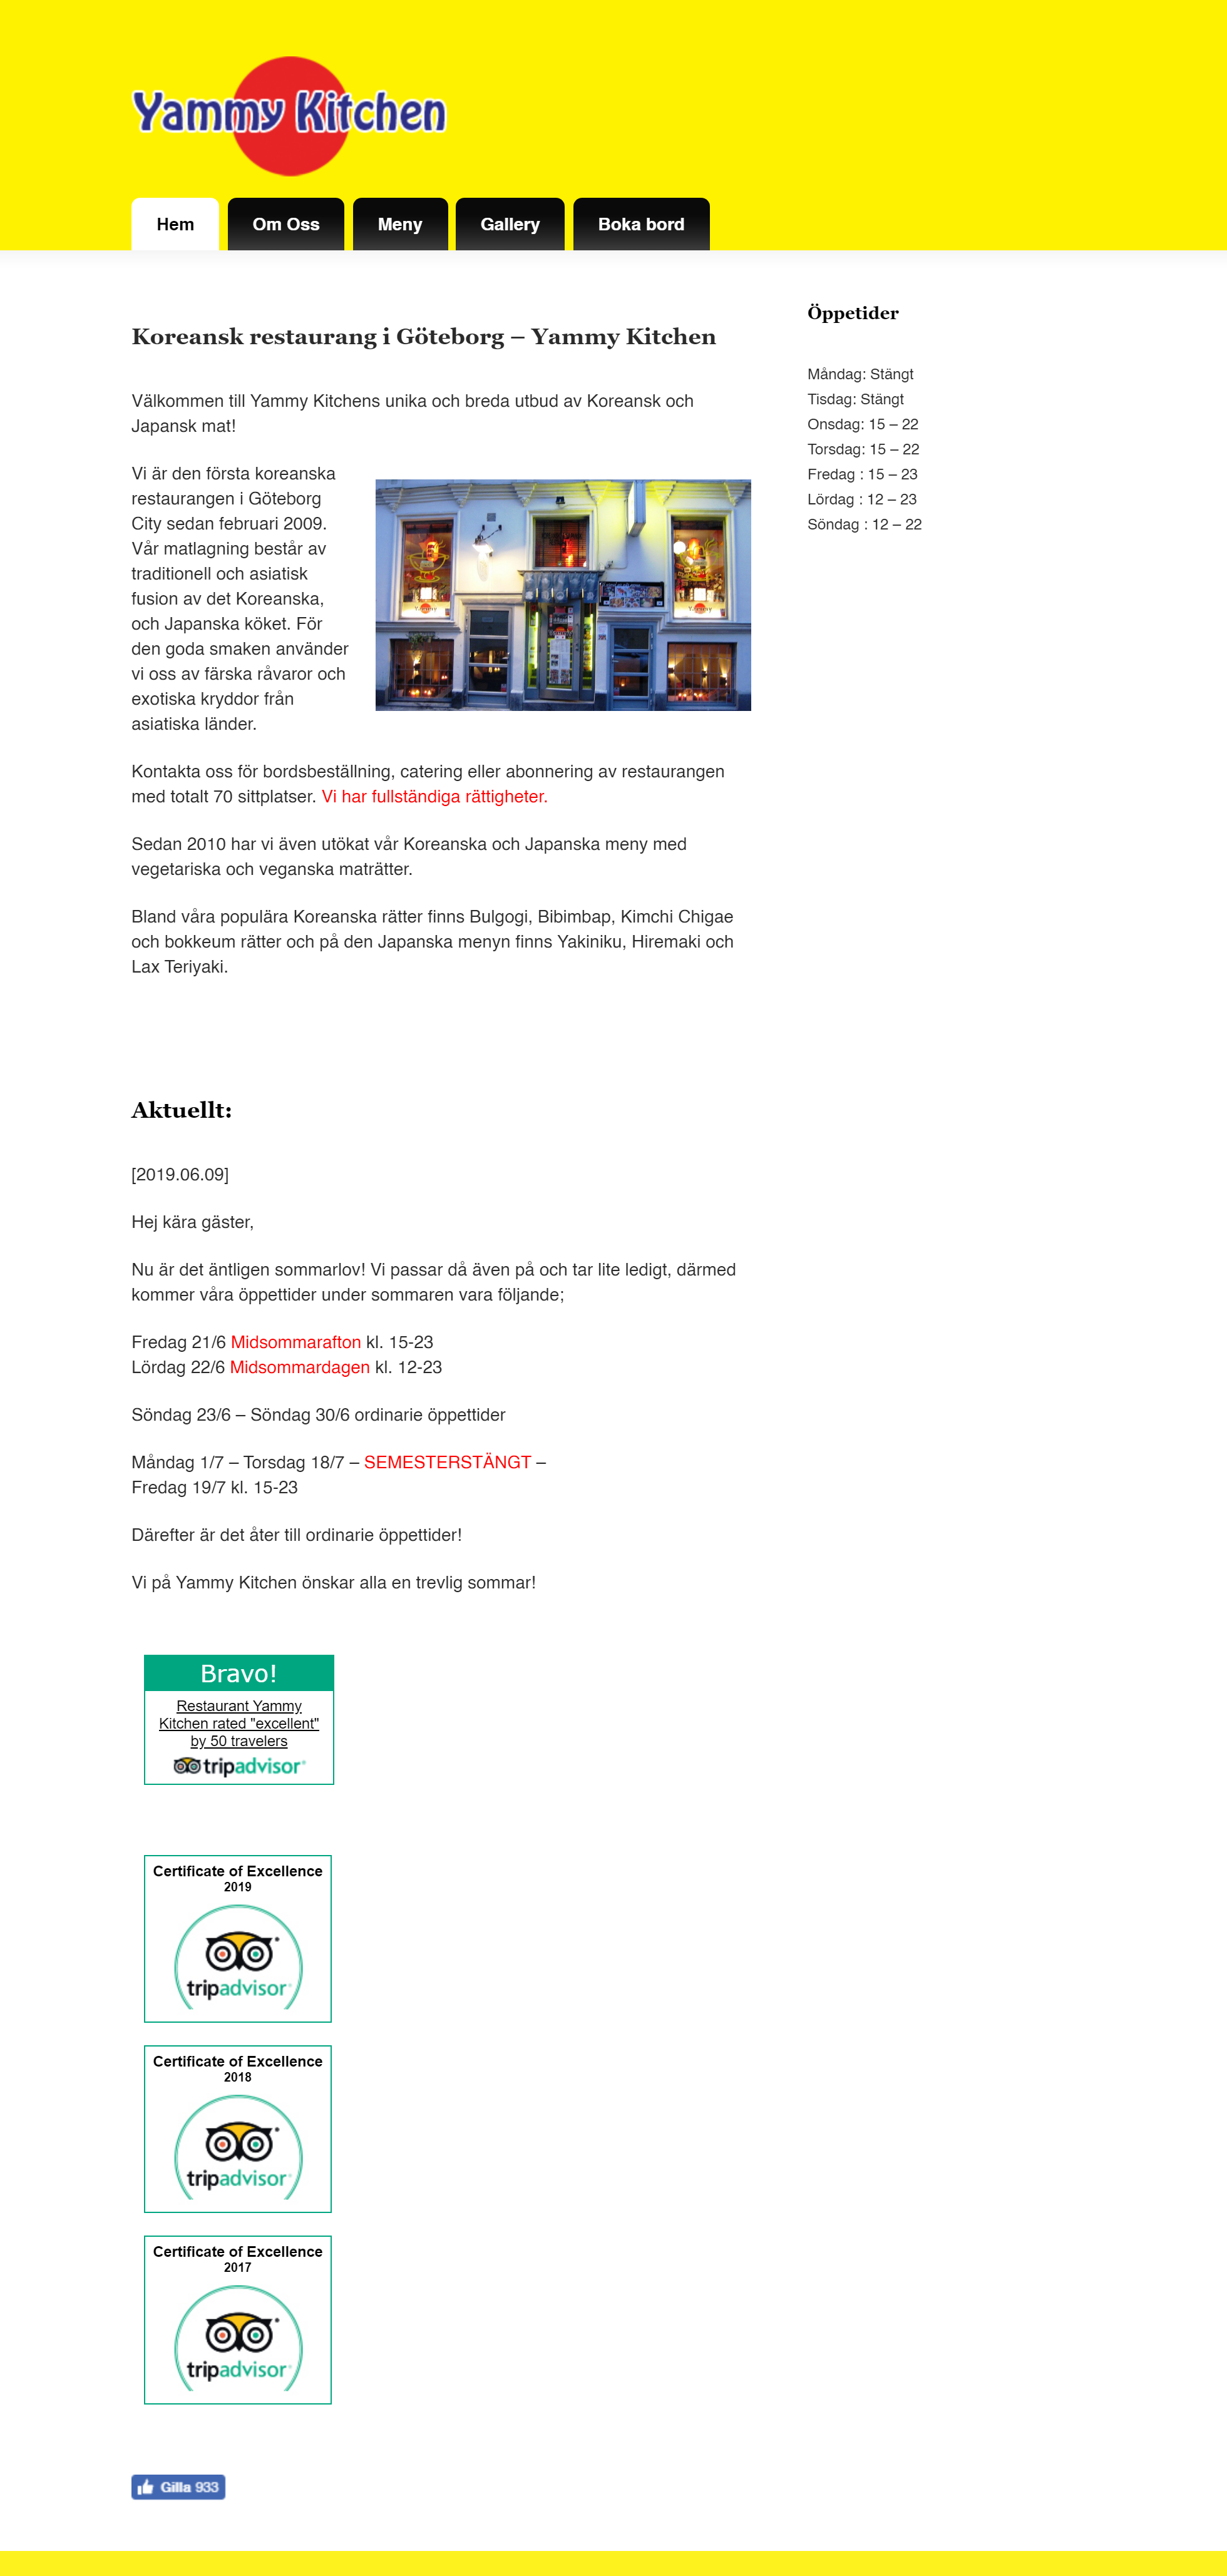 Yammy Kitchen
Hem
Om Oss
Meny
Gallery
Boka bord
Koreansk restaurang i Göteborg – Yammy Kitchen
Välkommen till Yammy Kitchens unika och breda utbud av Koreansk och
Japansk mat!
Vi är den första koreanska
restaurangen i Göteborg
City sedan februari 2009.
Vår matlagning består av
traditionell och asiatisk
fusion av det Koreanska,
och Japanska köket. För
den goda smaken använder
vi oss av färska råvaror och
exotiska kryddor från
asiatiska länder.
Kontakta oss för bordsbeställning, catering eller abonnering av restaurangen
med totalt 70 sittplatser. Vi har fullständiga rättigheter.
Sedan 2010 har vi även utökat vår Koreanska och Japanska meny med
vegetariska och veganska maträtter.
Bland våra populära Koreanska rätter finns Bulgogi, Bibimbap, Kimchi Chigae
och bokkeum rätter och på den Japanska menyn finns Yakiniku, Hiremaki och
Lax Teriyaki.
Aktuellt:
[2019.06.09]
Hej kära gäster,
Nu är det äntligen sommarlov! Vi passar då även på och tar lite ledigt, därmed
kommer våra öppettider under sommaren vara följande;
Fredag 21/6 Midsommarafton kl. 15-23
Lördag 22/6 Midsommardagen kl. 12-23
Söndag 23/6 – Söndag 30/6 ordinarie öppettider
Måndag 1/7 – Torsdag 18/7 – SEMESTERSTÄNGT –
Fredag 19/7 kl. 15-23
Därefter är det åter till ordinarie öppettider!
Vi på Yammy Kitchen önskar alla en trevlig sommar!
Bravo!
Restaurant Yammy
Kitchen rated "excellent"
by 50 travelers
tripadvisor
Certificate of Excellence
2019
tripadvisor
Certificate of Excellence
2018
tripadvisor
Certificate of Excellence
2017
tripadvisor
Gilla 933
Öppetider
Måndag: Stängt
Tisdag: Stängt
Onsdag: 15 – 22
Torsdag: 15 – 22
Fredag : 15 – 23
Lördag : 12 – 23
Söndag : 12 – 22